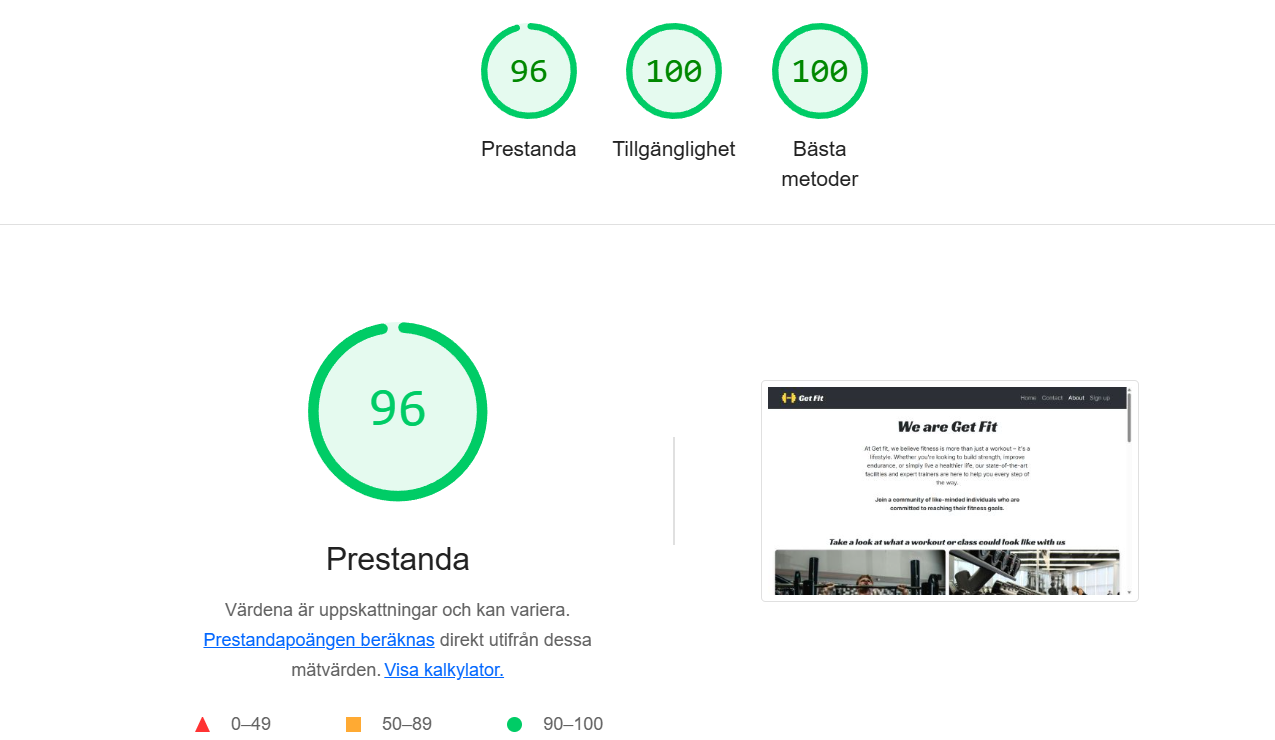 96
100
100
Prestanda
Tillgänglighet
Bästa
metoder
96
Prestanda
Värdena är uppskattningar och kan variera.
Prestandapoängen beräknas direkt utifrån dessa
mätvärden. Visa kalkylator.
0–49
50–89
90–100
Get Fit
Home Contact About Sign up
We are Get Fit
At Get fit, we believe fitness is more than just a workout – it's a
lifestyle. Whether you're looking to build strength, improve
endurance, or simply live a healthier life, our state-of-the-art
facilities and expert trainers are here to help you every step of
the way.
Join a community of like-minded individuals who are
committed to reaching their fitness goals.
Take a look at what a workout or class could look like with us